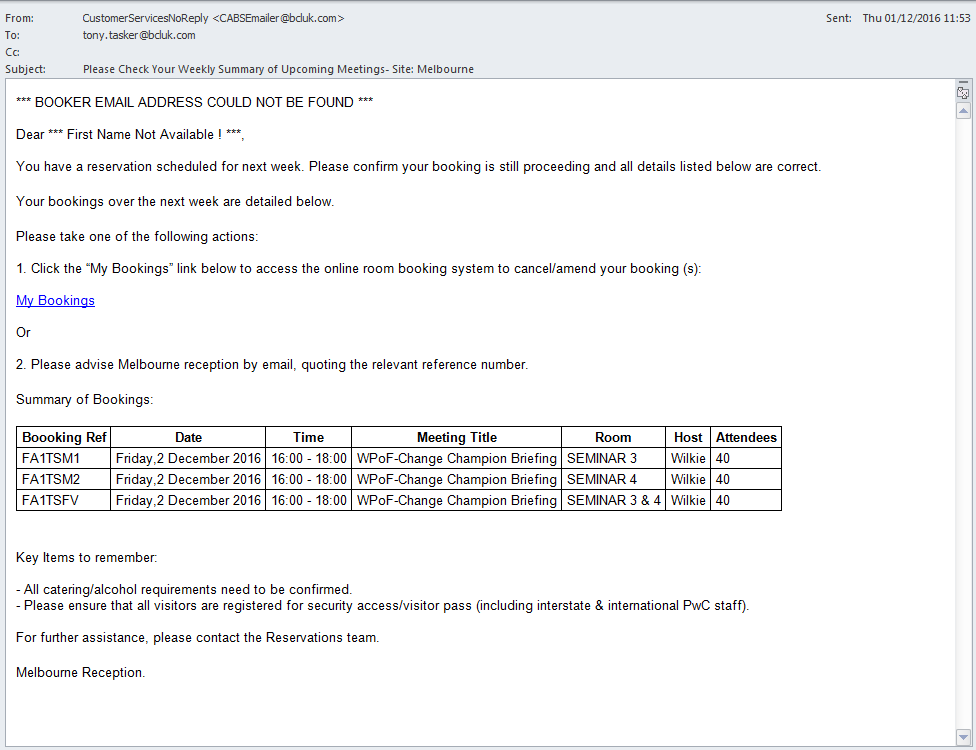 From: CustomerServicesNoReply <CABSEmailer@bcluk.com> Sent: Thu 01/12/2016 11:53
To: tony.tasker@bcluk.com
Cc:
Subject: Please Check Your Weekly Summary of Upcoming Meetings- Site: Melbourne
*** BOOKER EMAIL ADDRESS COULD NOT BE FOUND ***
Dear *** First Name Not Available ! ***,
You have a reservation scheduled for next week. Please confirm your booking is still proceeding and all details listed below are correct.
Your bookings over the next week are detailed below.
Please take one of the following actions:
1. Click the “My Bookings” link below to access the online room booking system to cancel/amend your booking (s):
My Bookings
Or
2. Please advise Melbourne reception by email, quoting the relevant reference number.
Summary of Bookings:
Boooking Ref Date Time Meeting Title Room Host Attendees
FA1TSM1 Friday,2 December 2016 16:00 - 18:00 WPoF-Change Champion Briefing SEMINAR 3 Wilkie 40
FA1TSM2 Friday,2 December 2016 16:00 - 18:00 WPoF-Change Champion Briefing SEMINAR 4 Wilkie 40
FA1TSFV Friday,2 December 2016 16:00 - 18:00 WPoF-Change Champion Briefing SEMINAR 3 & 4 Wilkie 40
Key Items to remember:
- All catering/alcohol requirements need to be confirmed.
- Please ensure that all visitors are registered for security access/visitor pass (including interstate & international PwC staff).
For further assistance, please contact the Reservations team.
Melbourne Reception.